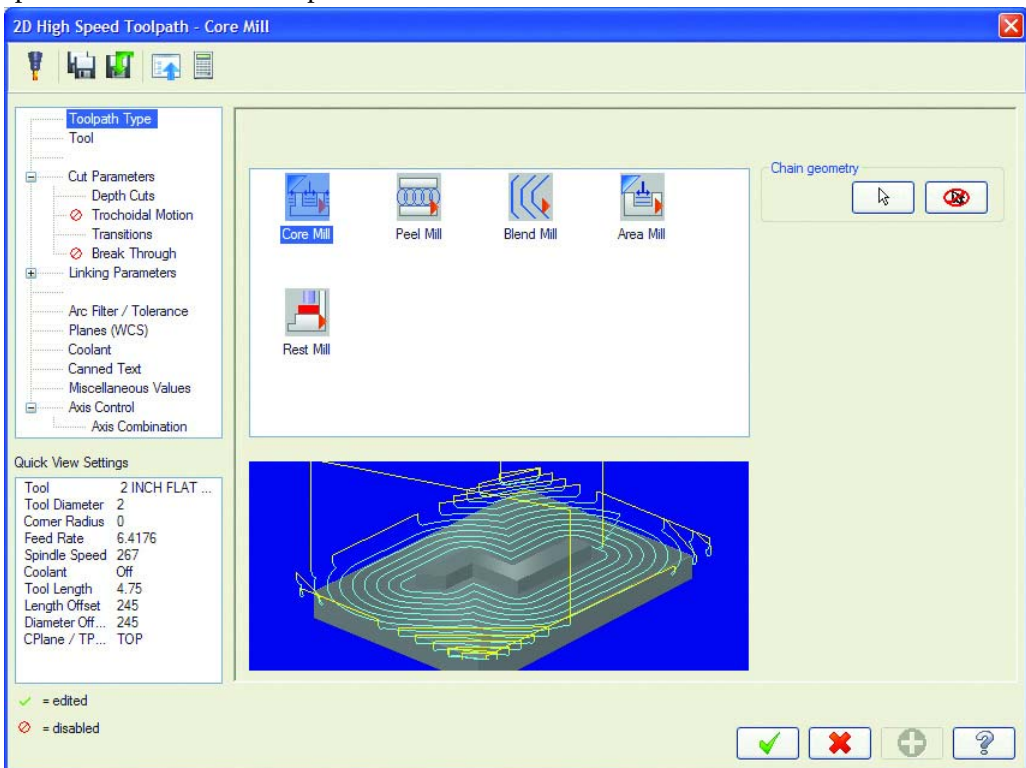 2D High Speed Toolpath - Core Mill
Toolpath Type
Tool
Cut Parameters
Depth Cuts
Trochoidal Motion
Transitions
Break Through
Linking Parameters
Arc Filter / Tolerance
Planes (WCS)
Coolant
Canned Text
Miscellaneous Values
Axis Control
Axis Combination
Core Mill
Peel Mill
Blend Mill
Area Mill
Rest Mill
Chain geometry
Quick View Settings
Tool 2 INCH FLAT ...
Tool Diameter 2
Corner Radius 0
Feed Rate 6.4176
Spindle Speed 267
Coolant Off
Tool Length 4.75
Length Offset 245
Diameter Off... 245
CPlane / TP... TOP
= edited
= disabled